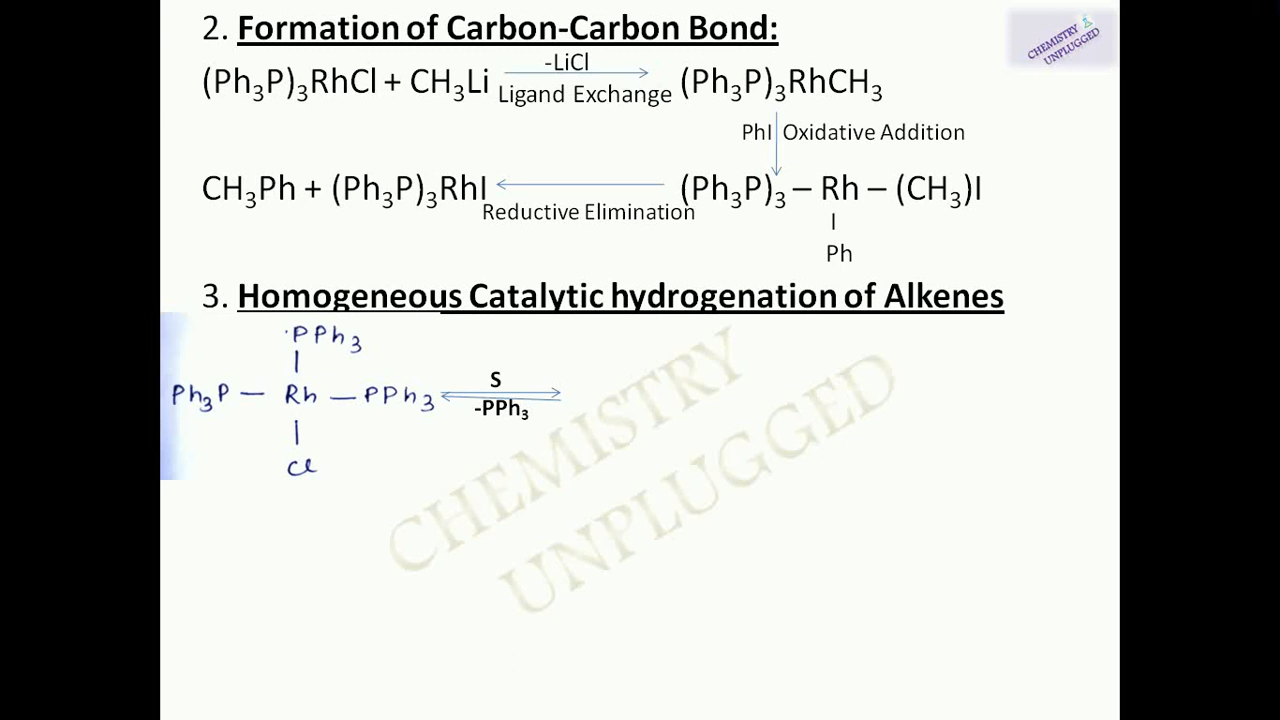 2. Formation of Carbon-Carbon Bond:
CHEMISTRY
UNPLUGGED
-LiCl
(Ph₃P)₃RhCl + CH₃Li Ligand Exchange (Ph₃P)₃RhCH₃
PhI Oxidative Addition
CH₃Ph + (Ph₃P)₃RhI (Ph₃P)₃ – Rh – (CH₃)I
Reductive Elimination
Ph
3. Homogeneous Catalytic hydrogenation of Alkenes
PPh₃
S
Ph₃P – Rh – PPh₃
-PPh₃
Cl
CHEMISTRY
UNPLUGGED